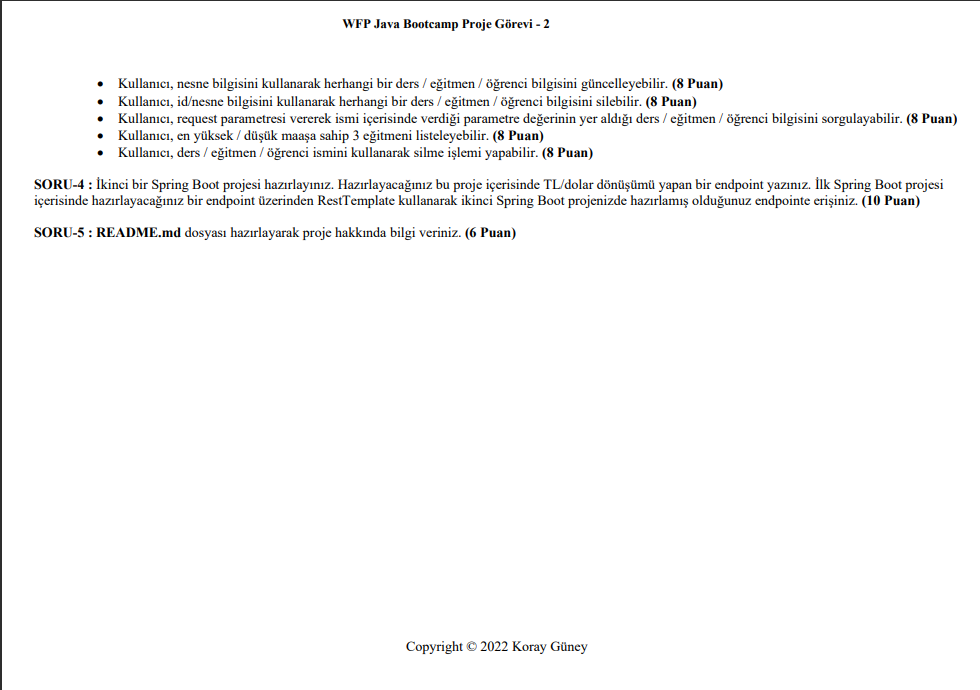 WFP Java Bootcamp Proje Görevi - 2
• Kullanıcı, nesne bilgisini kullanarak herhangi bir ders / eğitmen / öğrenci bilgisini güncelleyebilir. (8 Puan)
• Kullanıcı, id/nesne bilgisini kullanarak herhangi bir ders / eğitmen / öğrenci bilgisini silebilir. (8 Puan)
• Kullanıcı, request parametresi vererek ismi içerisinde verdiği parametre değerinin yer aldığı ders / eğitmen / öğrenci bilgisini sorgulayabilir. (8 Puan)
• Kullanıcı, en yüksek / düşük maaşa sahip 3 eğitmeni listeleyebilir. (8 Puan)
• Kullanıcı, ders / eğitmen / öğrenci ismini kullanarak silme işlemi yapabilir. (8 Puan)
SORU-4 : İkinci bir Spring Boot projesi hazırlayınız. Hazırlayacağınız bu proje içerisinde TL/dolar dönüşümü yapan bir endpoint yazınız. İlk Spring Boot projesi
içerisinde hazırlayacağınız bir endpoint üzerinden RestTemplate kullanarak ikinci Spring Boot projenizde hazırlamış olduğunuz endpointe erişiniz. (10 Puan)
SORU-5 : README.md dosyası hazırlayarak proje hakkında bilgi veriniz. (6 Puan)
Copyright © 2022 Koray Güney